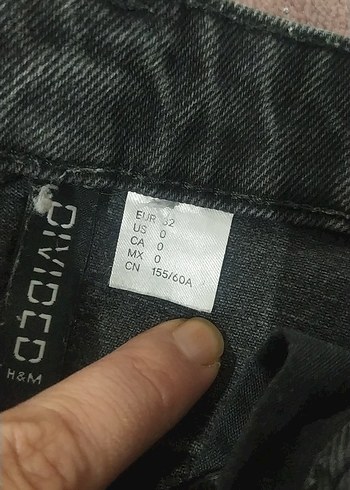 DIVIDED
H&M
EUR 32
US 0
CA 0
MX 0
CN 155/60A